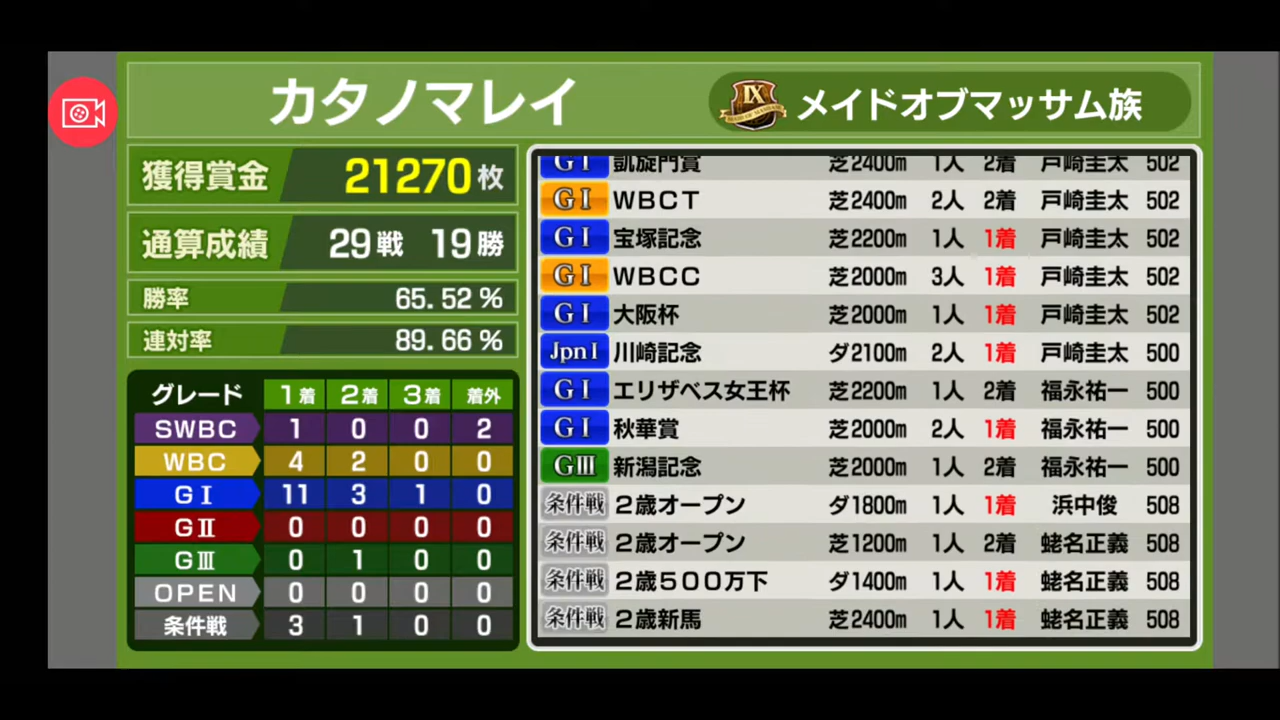 カタノマレイ
IX メイドオブマッサム族
獲得賞金 21270枚
通算成績 29戦 19勝
勝率 65.52%
連対率 89.66%
グレード 1着 2着 3着 着外
SWBC 1 0 0 2
WBC 4 2 0 0
GⅠ 11 3 1 0
GⅡ 0 0 0 0
GⅢ 0 1 0 0
OPEN 0 0 0 0
条件戦 3 1 0 0
GⅠ 凱旋門賞 芝2400m 1人 2着 戸崎圭太 502
GⅠ WBCT 芝2400m 2人 2着 戸崎圭太 502
GⅠ 宝塚記念 芝2200m 1人 1着 戸崎圭太 502
GⅠ WBCC 芝2000m 3人 1着 戸崎圭太 502
GⅠ 大阪杯 芝2000m 1人 1着 戸崎圭太 502
JpnⅠ 川崎記念 ダ2100m 2人 1着 戸崎圭太 500
GⅠ エリザベス女王杯 芝2200m 1人 2着 福永祐一 500
GⅠ 秋華賞 芝2000m 2人 1着 福永祐一 500
GⅢ 新潟記念 芝2000m 1人 2着 福永祐一 500
条件戦 2歳オープン ダ1800m 1人 1着 浜中俊 508
条件戦 2歳オープン 芝1200m 1人 2着 蛯名正義 508
条件戦 2歳500万下 ダ1400m 1人 1着 蛯名正義 508
条件戦 2歳新馬 芝2400m 1人 1着 蛯名正義 508